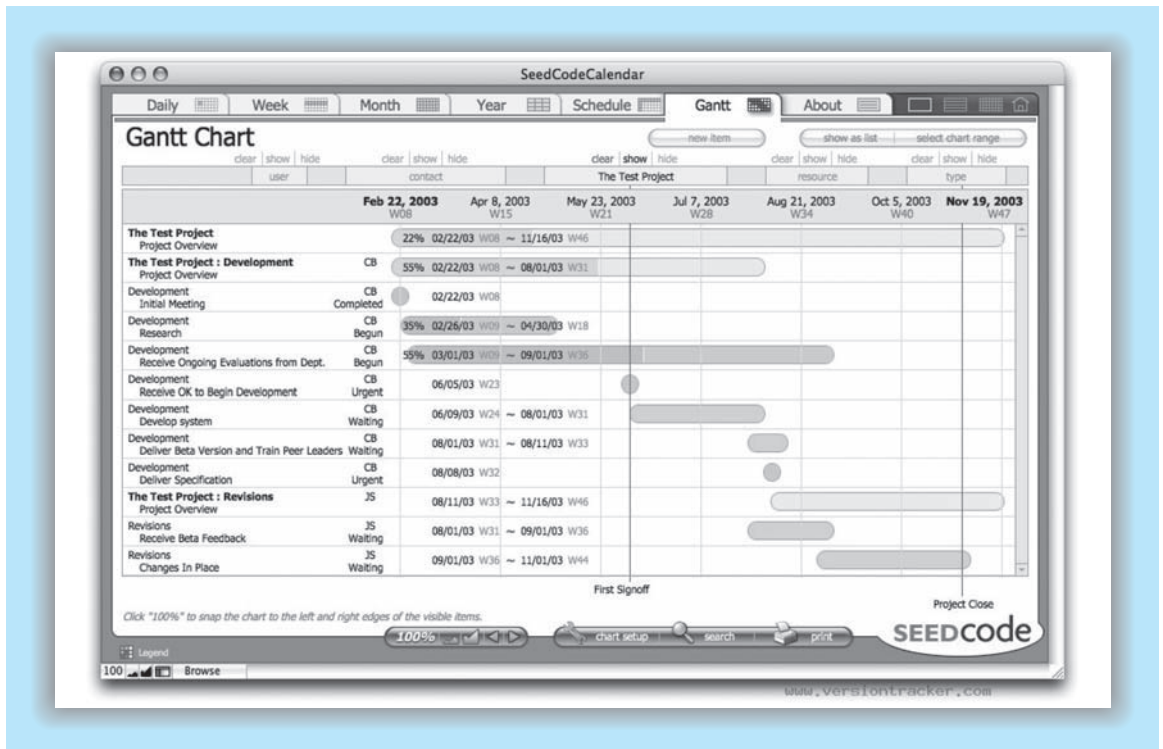 SeedCodeCalendar
Daily Week Month Year Schedule Gantt About
Gantt Chart
new item show as list select chart range
clear show hide clear show hide clear show hide clear show hide clear show hide
user contact The Test Project resource type
Feb 22, 2003 Apr 8, 2003 May 23, 2003 Jul 7, 2003 Aug 21, 2003 Oct 5, 2003 Nov 19, 2003
W08 W15 W21 W28 W34 W40 W47
The Test Project
Project Overview
22% 02/22/03 W08 ~ 11/16/03 W46
The Test Project : Development CB
Project Overview
55% 02/22/03 W08 ~ 08/01/03 W31
Development CB
Initial Meeting Completed
02/22/03 W08
Development CB
Research Begun
35% 02/26/03 W09 ~ 04/30/03 W18
Development CB
Receive Ongoing Evaluations from Dept. Begun
55% 03/01/03 W09 ~ 09/01/03 W36
Development CB
Receive OK to Begin Development Urgent
06/05/03 W23
Development CB
Develop system Waiting
06/09/03 W24 ~ 08/01/03 W31
Development CB
Deliver Beta Version and Train Peer Leaders Waiting
08/01/03 W31 ~ 08/11/03 W33
Development CB
Deliver Specification Urgent
08/08/03 W32
The Test Project : Revisions JS
Project Overview
08/11/03 W33 ~ 11/16/03 W46
Revisions JS
Receive Beta Feedback Waiting
08/01/03 W31 ~ 09/01/03 W36
Revisions JS
Changes In Place Waiting
09/01/03 W36 ~ 11/01/03 W44
First Signoff
Project Close
Click "100%" to snap the chart to the left and right edges of the visible items.
100% chart setup search print
SEEDCode
Legend
100 Browse
www.versiontracker.com